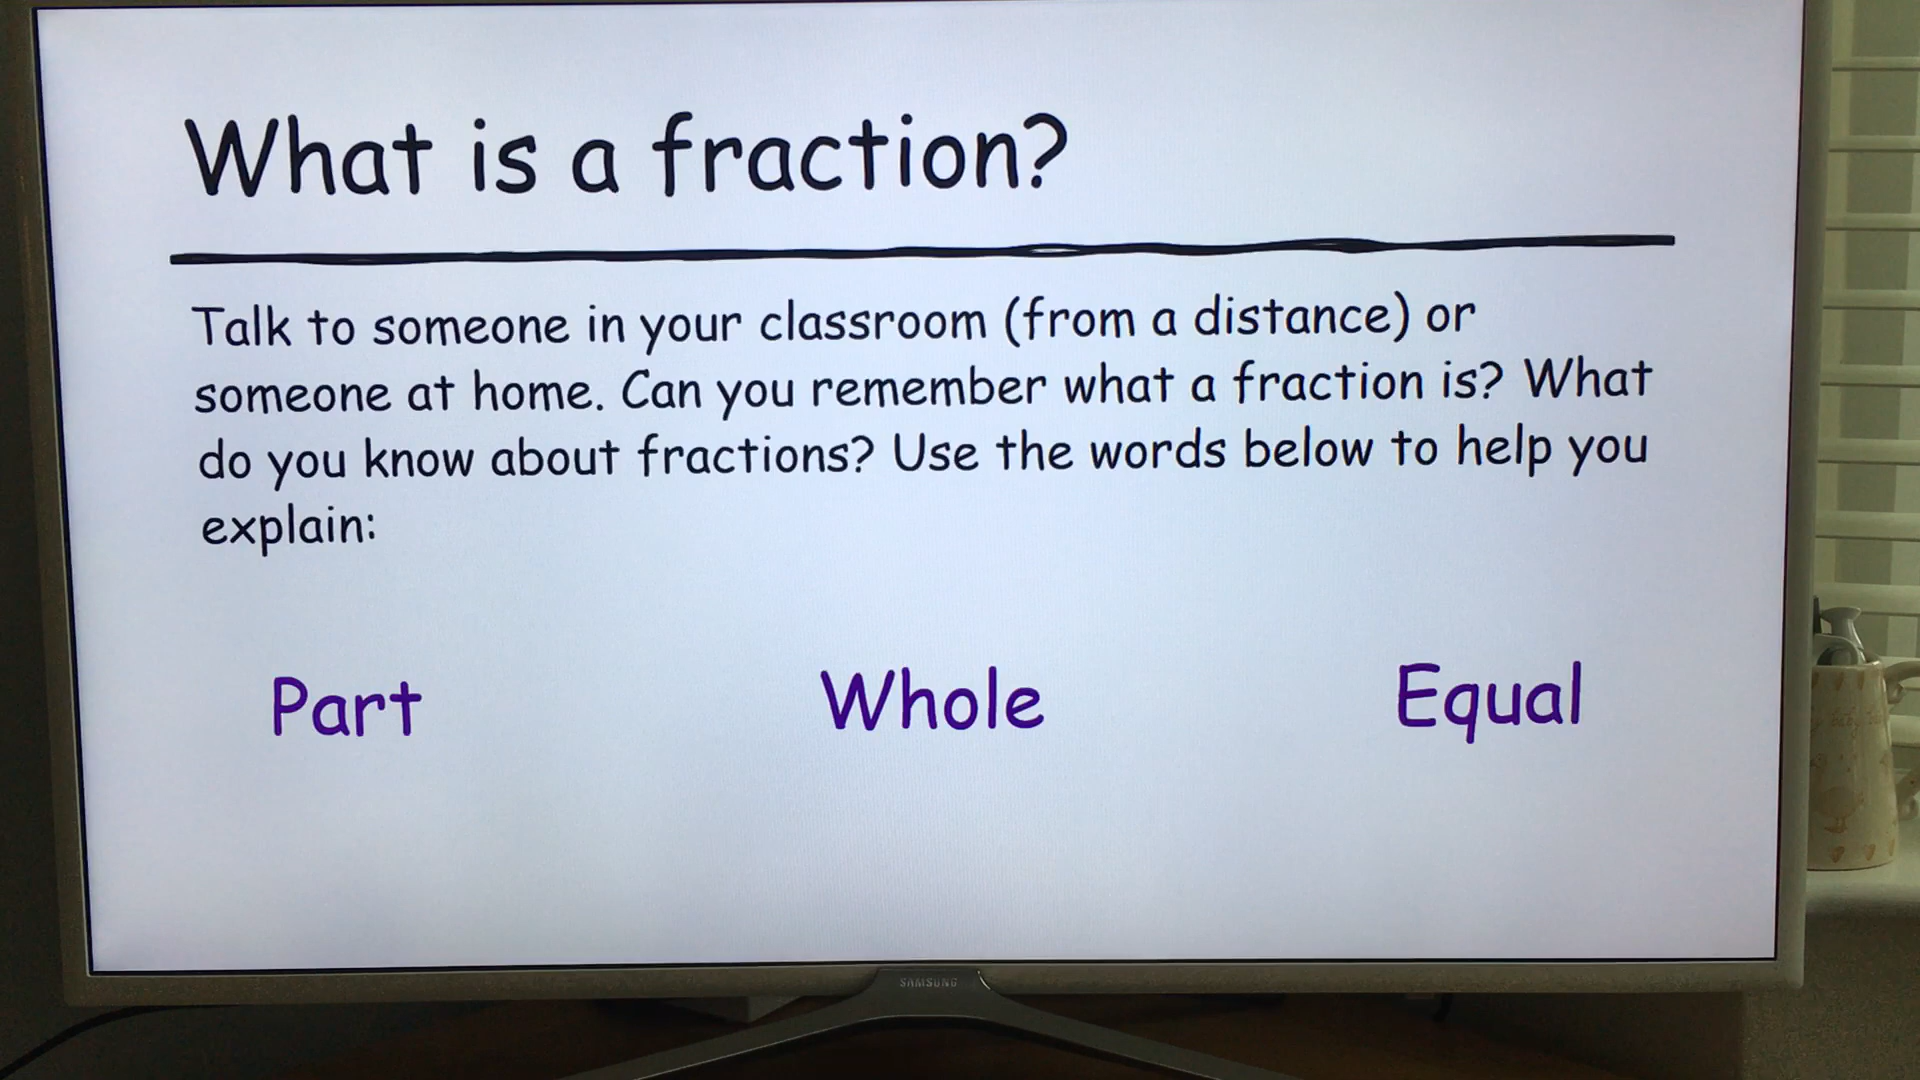 What is a fraction?
Talk to someone in your classroom (from a distance) or
someone at home. Can you remember what a fraction is? What
do you know about fractions? Use the words below to help you
explain:
Part Whole Equal
SAMSUNG